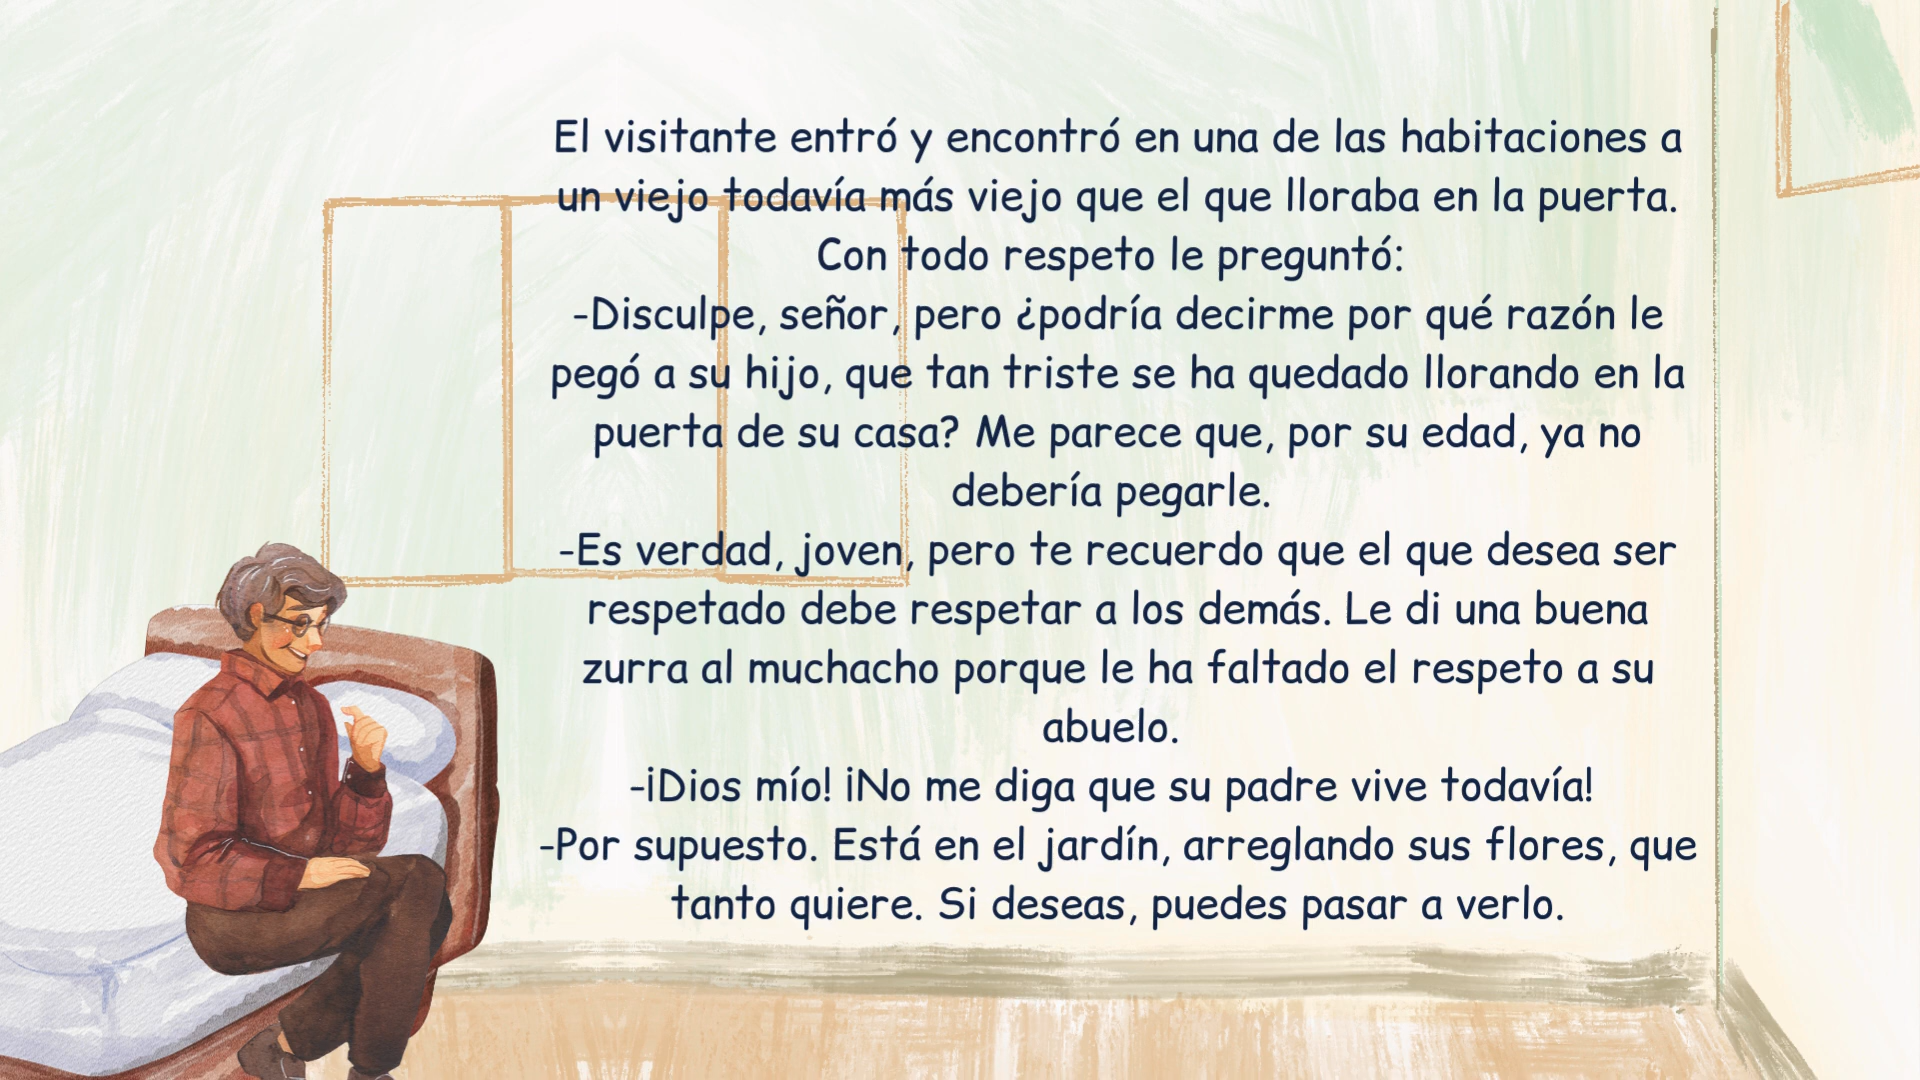 El visitante entró y encontró en una de las habitaciones a
un viejo todavía más viejo que el que lloraba en la puerta.
Con todo respeto le preguntó:
-Disculpe, señor, pero ¿podría decirme por qué razón le
pegó a su hijo, que tan triste se ha quedado llorando en la
puerta de su casa? Me parece que, por su edad, ya no
debería pegarle.
-Es verdad, joven, pero te recuerdo que el que desea ser
respetado debe respetar a los demás. Le di una buena
zurra al muchacho porque le ha faltado el respeto a su
abuelo.
-¡Dios mío! ¡No me diga que su padre vive todavía!
-Por supuesto. Está en el jardín, arreglando sus flores, que
tanto quiere. Si deseas, puedes pasar a verlo.